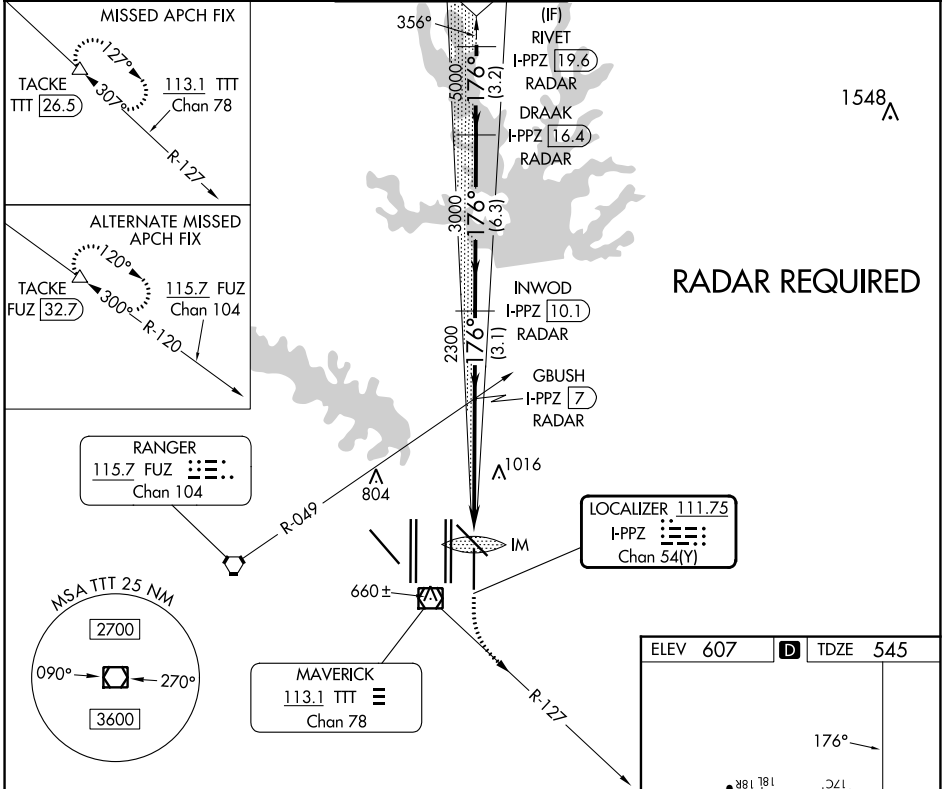 MISSED APCH FIX
127°
TACKE
TTT 26.5
307°
113.1 TTT
Chan 78
R-127
ALTERNATE MISSED
APCH FIX
120°
TACKE
FUZ 32.7
300°
115.7 FUZ
Chan 104
R-120
356°
(IF)
RIVET
I-PPZ 19.6
RADAR
5000
176°
(3.2)
DRAAK
I-PPZ 16.4
RADAR
1548
3000
176°
(6.3)
RADAR REQUIRED
INWOD
I-PPZ 10.1
RADAR
2300
176°
(3.1)
GBUSH
I-PPZ 7
RADAR
RANGER
115.7 FUZ
Chan 104
R-049
804
1016
LOCALIZER 111.75
I-PPZ
Chan 54(Y)
IM
660±
MSA TTT 25 NM
2700
090°
270°
3600
MAVERICK
113.1 TTT
Chan 78
R-127
ELEV 607
D
TDZE 545
176°
18L 18R
17C